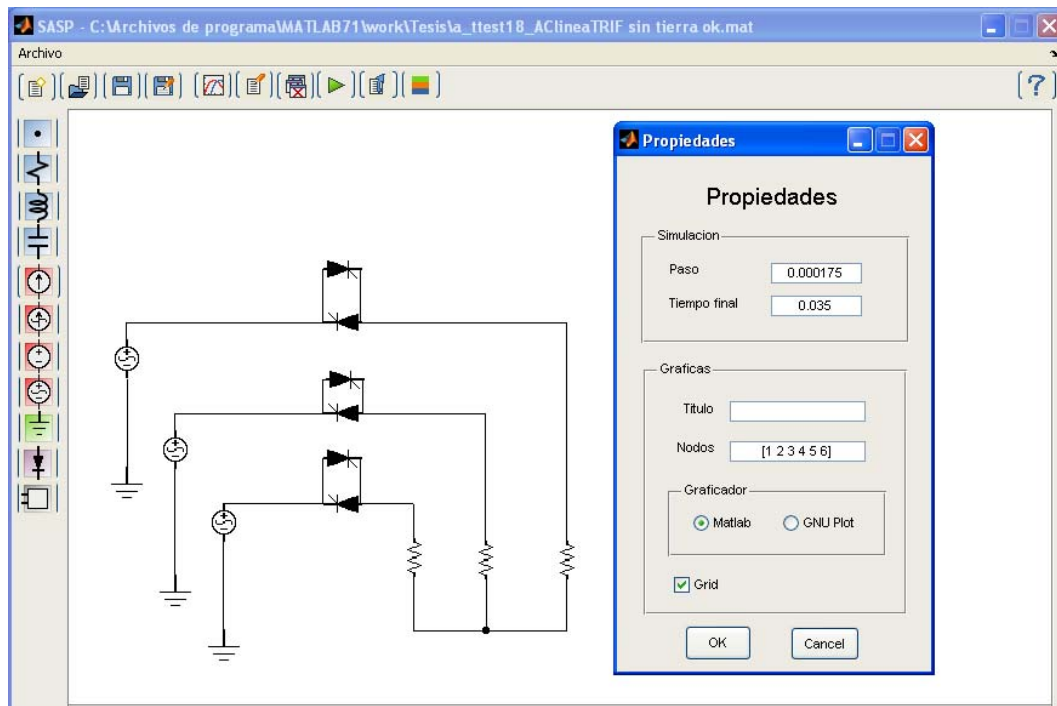 SASP - C:\Archivos de programa\MATLAB71\work\Tesis\a_ttest18_AClineaTRIF sin tierra ok.mat
Archivo
?
Propiedades
Propiedades
Simulacion
Paso 0.000175
Tiempo final 0.035
Graficas
Titulo
Nodos [1 2 3 4 5 6]
Graficador
Matlab GNU Plot
Grid
OK Cancel